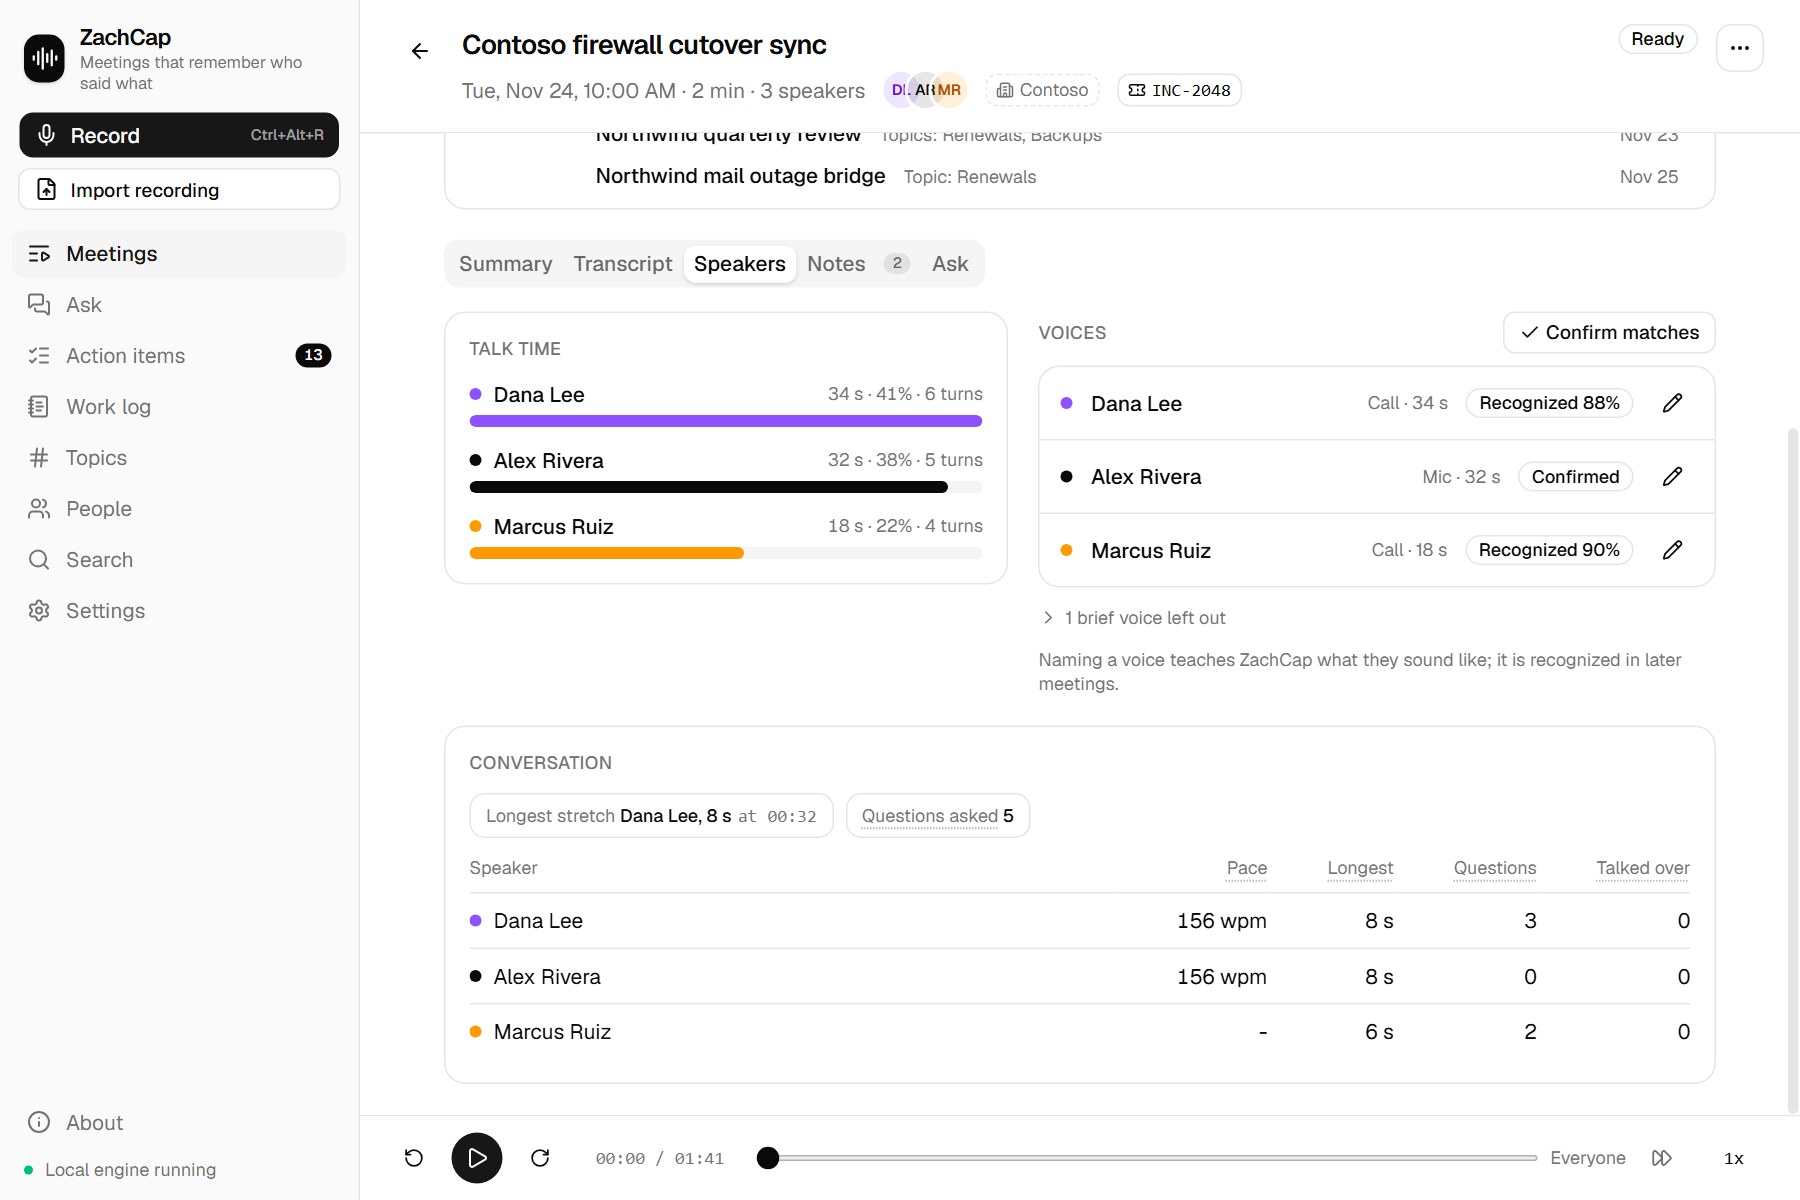 ZachCap
Meetings that remember who
said what
Record Ctrl+Alt+R
Import recording
Meetings
Ask
Action items 13
Work log
Topics
People
Search
Settings
About
Local engine running
Contoso firewall cutover sync
Ready
Tue, Nov 24, 10:00 AM · 2 min · 3 speakers MR Contoso INC-2048
Northwind quarterly review Topics: Renewals, Backups Nov 23
Northwind mail outage bridge Topic: Renewals Nov 25
Summary Transcript Speakers Notes 2 Ask
TALK TIME
Dana Lee 34 s · 41% · 6 turns
Alex Rivera 32 s · 38% · 5 turns
Marcus Ruiz 18 s · 22% · 4 turns
VOICES Confirm matches
Dana Lee Call · 34 s Recognized 88%
Alex Rivera Mic · 32 s Confirmed
Marcus Ruiz Call · 18 s Recognized 90%
1 brief voice left out
Naming a voice teaches ZachCap what they sound like; it is recognized in later
meetings.
CONVERSATION
Longest stretch Dana Lee, 8 s at 00:32 Questions asked 5
Speaker Pace Longest Questions Talked over
Dana Lee 156 wpm 8 s 3 0
Alex Rivera 156 wpm 8 s 0 0
Marcus Ruiz - 6 s 2 0
00:00 / 01:41 Everyone 1x